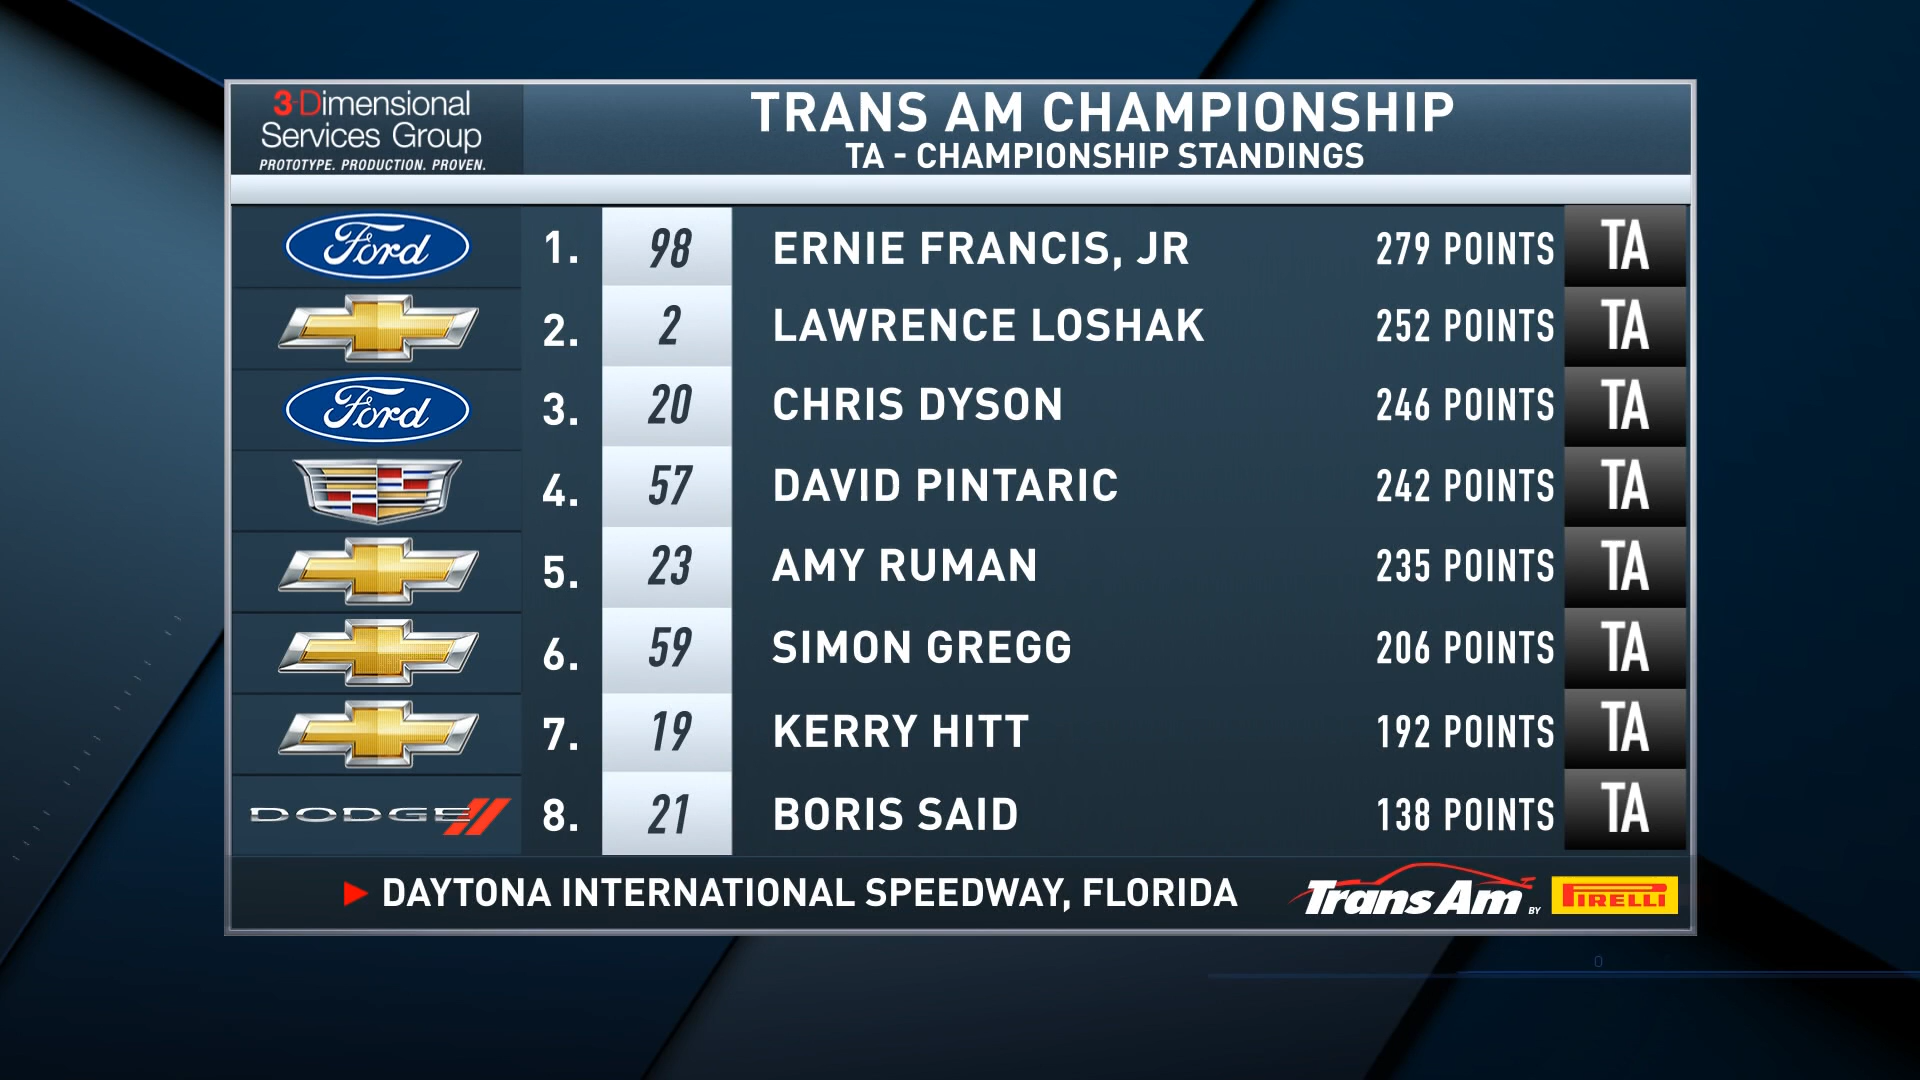 3-Dimensional
Services Group
PROTOTYPE. PRODUCTION. PROVEN.
TRANS AM CHAMPIONSHIP
TA - CHAMPIONSHIP STANDINGS
Ford 1. 98 ERNIE FRANCIS, JR 279 POINTS TA
2. 2 LAWRENCE LOSHAK 252 POINTS TA
Ford 3. 20 CHRIS DYSON 246 POINTS TA
4. 57 DAVID PINTARIC 242 POINTS TA
5. 23 AMY RUMAN 235 POINTS TA
6. 59 SIMON GREGG 206 POINTS TA
7. 19 KERRY HITT 192 POINTS TA
DODGE 8. 21 BORIS SAID 138 POINTS TA
DAYTONA INTERNATIONAL SPEEDWAY, FLORIDA Trans Am BY PIRELLI
0